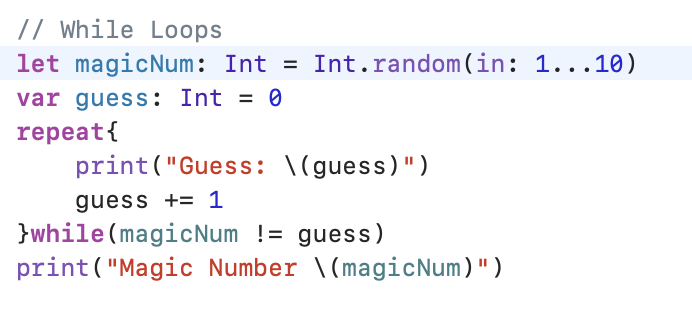 // While Loops
let magicNum: Int = Int.random(in: 1...10)
var guess: Int = 0
repeat{
    print("Guess: \(guess)")
    guess += 1
}while(magicNum != guess)
print("Magic Number \(magicNum)")